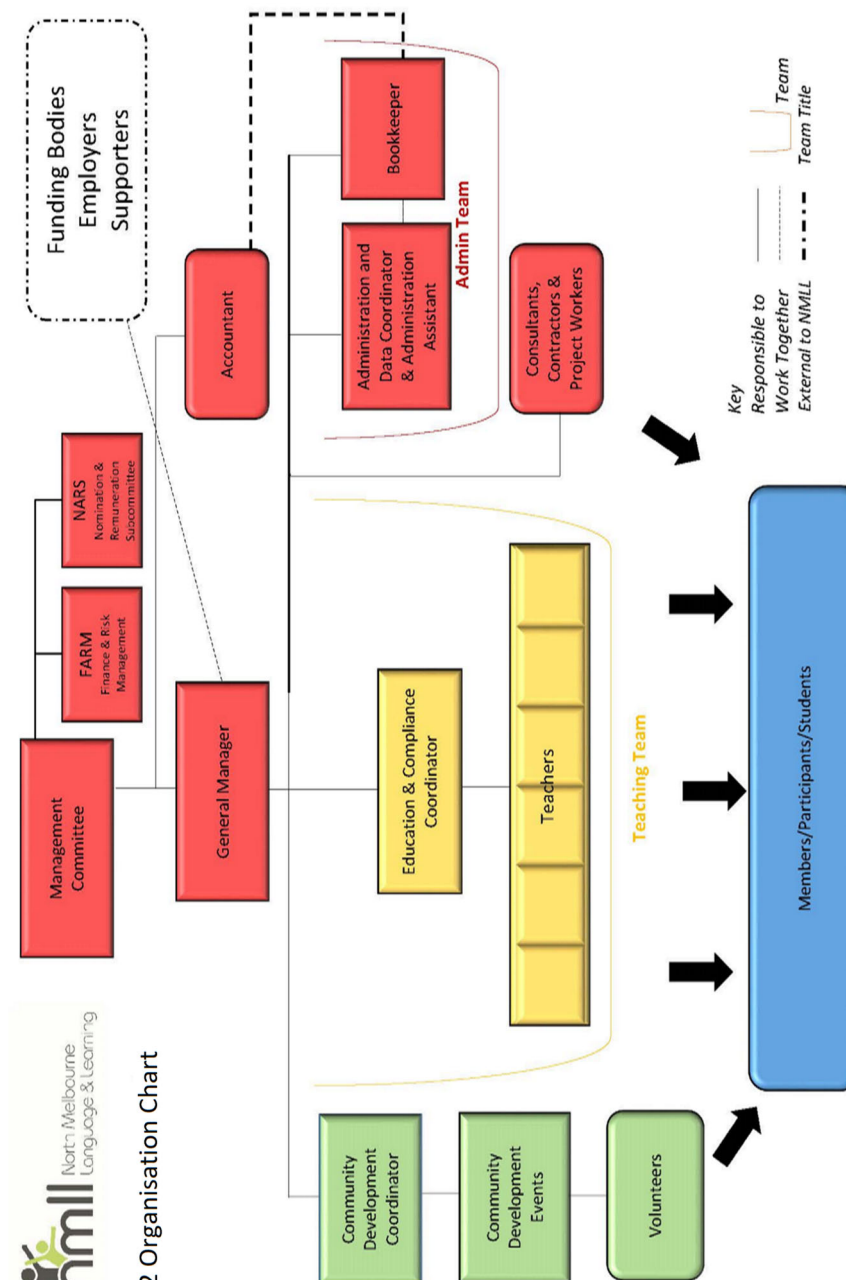 nmll
North Melbourne
Language & Learning
2 Organisation Chart
Management
Committee
FARM
Finance & Risk
Management
NARS
Nomination &
Remuneration
Subcommittee
Funding Bodies
Employers
Supporters
General Manager
Accountant
Community
Development
Coordinator
Education & Compliance
Coordinator
Administration and
Data Coordinator
& Administration
Assistant
Bookkeeper
Admin Team
Community
Development
Events
Teachers
Consultants,
Contractors &
Project Workers
Volunteers
Teaching Team
Key
Responsible to
Work Together
External to NMLL
Team
Team Title
Members/Participants/Students